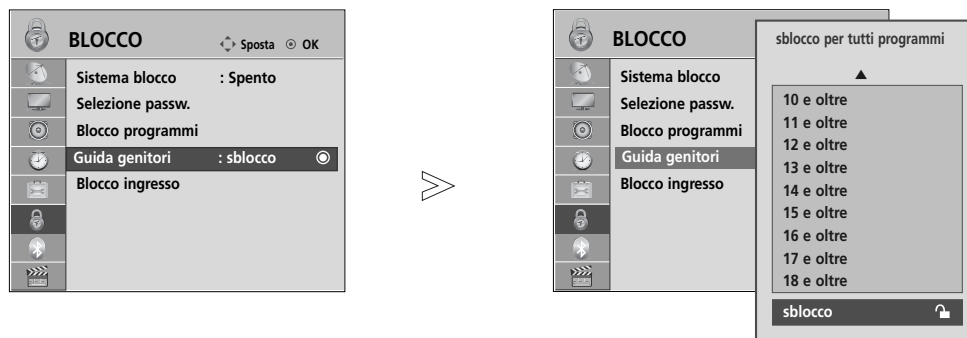 BLOCCO Sposta OK
Sistema blocco : Spento
Selezione passw.
Blocco programmi
Guida genitori : sblocco
Blocco ingresso
BLOCCO
Sistema blocco
Selezione passw.
Blocco programmi
Guida genitori
Blocco ingresso
sblocco per tutti programmi
10 e oltre
11 e oltre
12 e oltre
13 e oltre
14 e oltre
15 e oltre
16 e oltre
17 e oltre
18 e oltre
sblocco